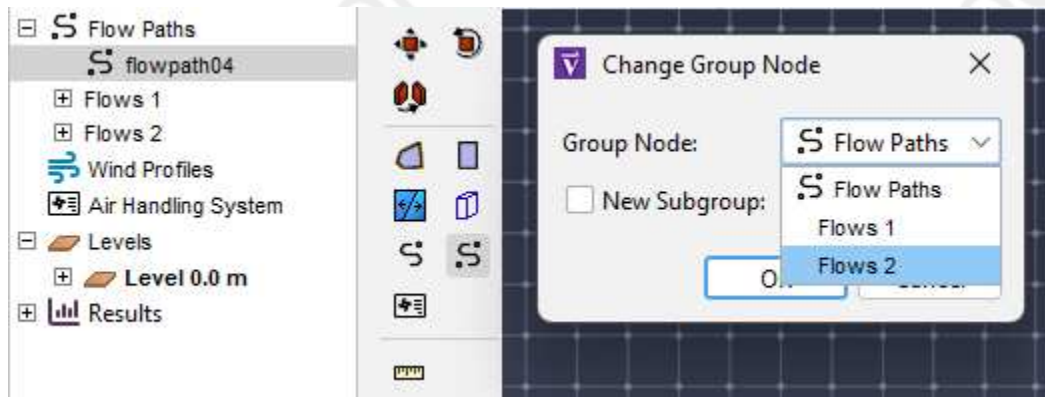 Flow Paths
flowpath04
Flows 1
Flows 2
Wind Profiles
Air Handling System
Levels
Level 0.0 m
Results
Change Group Node
Group Node:
Flow Paths
Flow Paths
New Subgroup:
Flows 1
Flows 2